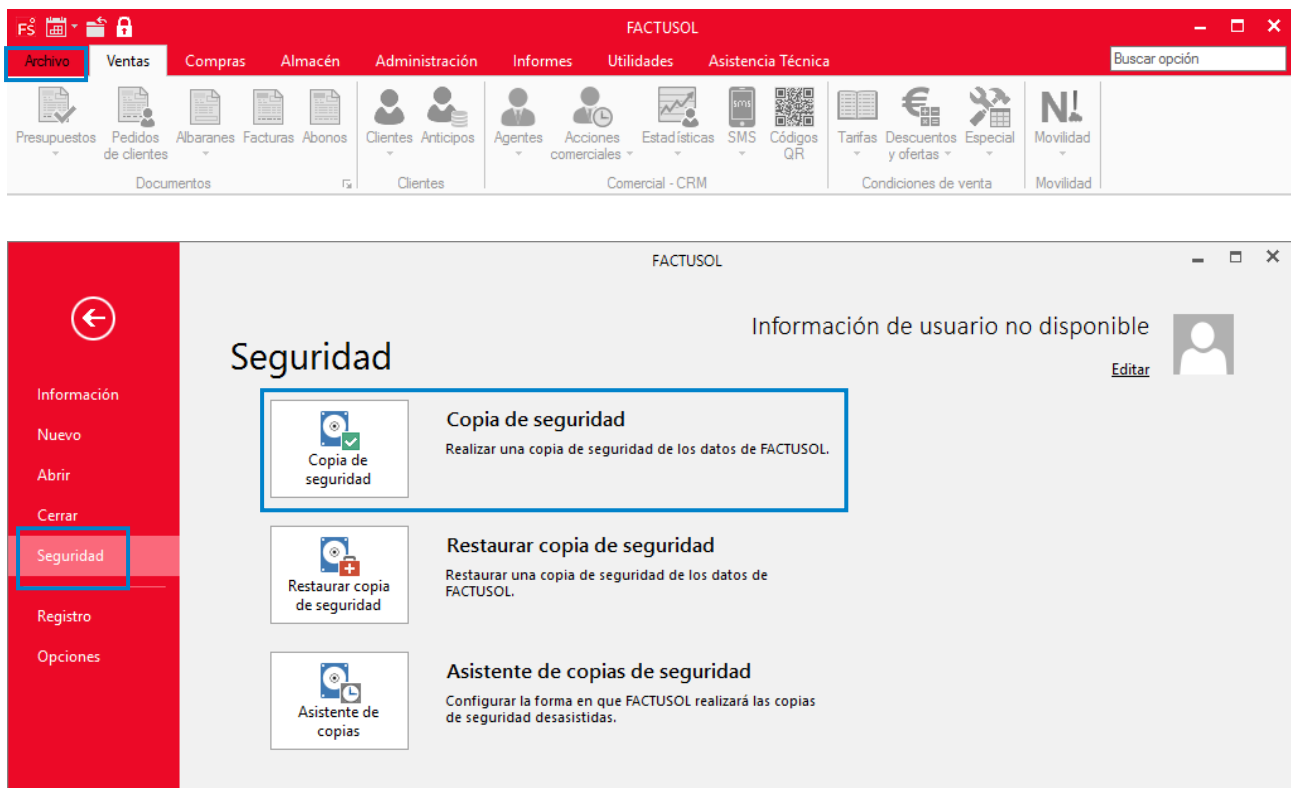 FS
FACTUSOL
Archivo Ventas Compras Almacén Administración Informes Utilidades Asistencia Técnica Buscar opción
Presupuestos Pedidos de clientes Albaranes Facturas Abonos Clientes Anticipos Agentes Acciones comerciales Estadísticas sms SMS Códigos QR Tarifas Descuentos y ofertas Especial N! Movilidad
Documentos Clientes Comercial - CRM Condiciones de venta Movilidad
FACTUSOL
Información de usuario no disponible
Editar
Seguridad
Información
Nuevo
Abrir
Cerrar
Seguridad
Registro
Opciones
Copia de
seguridad
Copia de seguridad
Realizar una copia de seguridad de los datos de FACTUSOL.
Restaurar copia
de seguridad
Restaurar copia de seguridad
Restaurar una copia de seguridad de los datos de
FACTUSOL.
Asistente de
copias
Asistente de copias de seguridad
Configurar la forma en que FACTUSOL realizará las copias
de seguridad desasistidas.